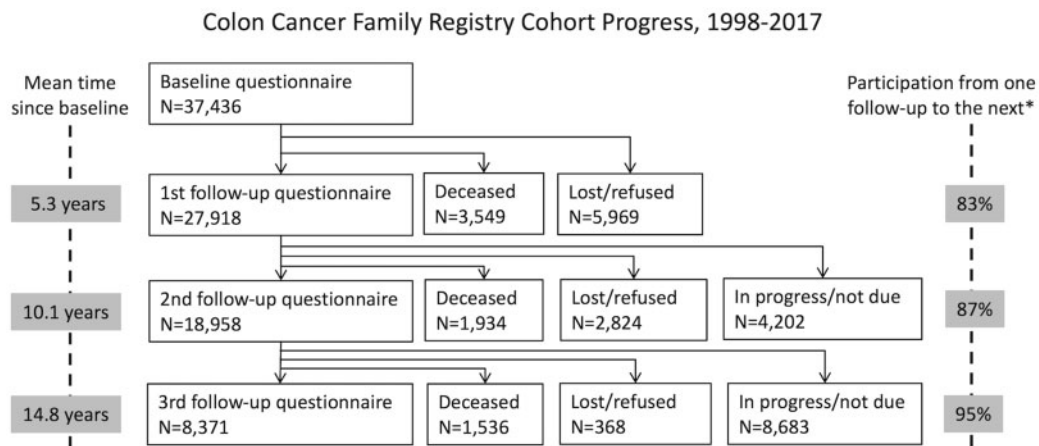 Colon Cancer Family Registry Cohort Progress, 1998-2017
Mean time
since baseline
Baseline questionnaire
N=37,436
Participation from one
follow-up to the next*
5.3 years
1st follow-up questionnaire
N=27,918
Deceased
N=3,549
Lost/refused
N=5,969
83%
10.1 years
2nd follow-up questionnaire
N=18,958
Deceased
N=1,934
Lost/refused
N=2,824
In progress/not due
N=4,202
87%
14.8 years
3rd follow-up questionnaire
N=8,371
Deceased
N=1,536
Lost/refused
N=368
In progress/not due
N=8,683
95%